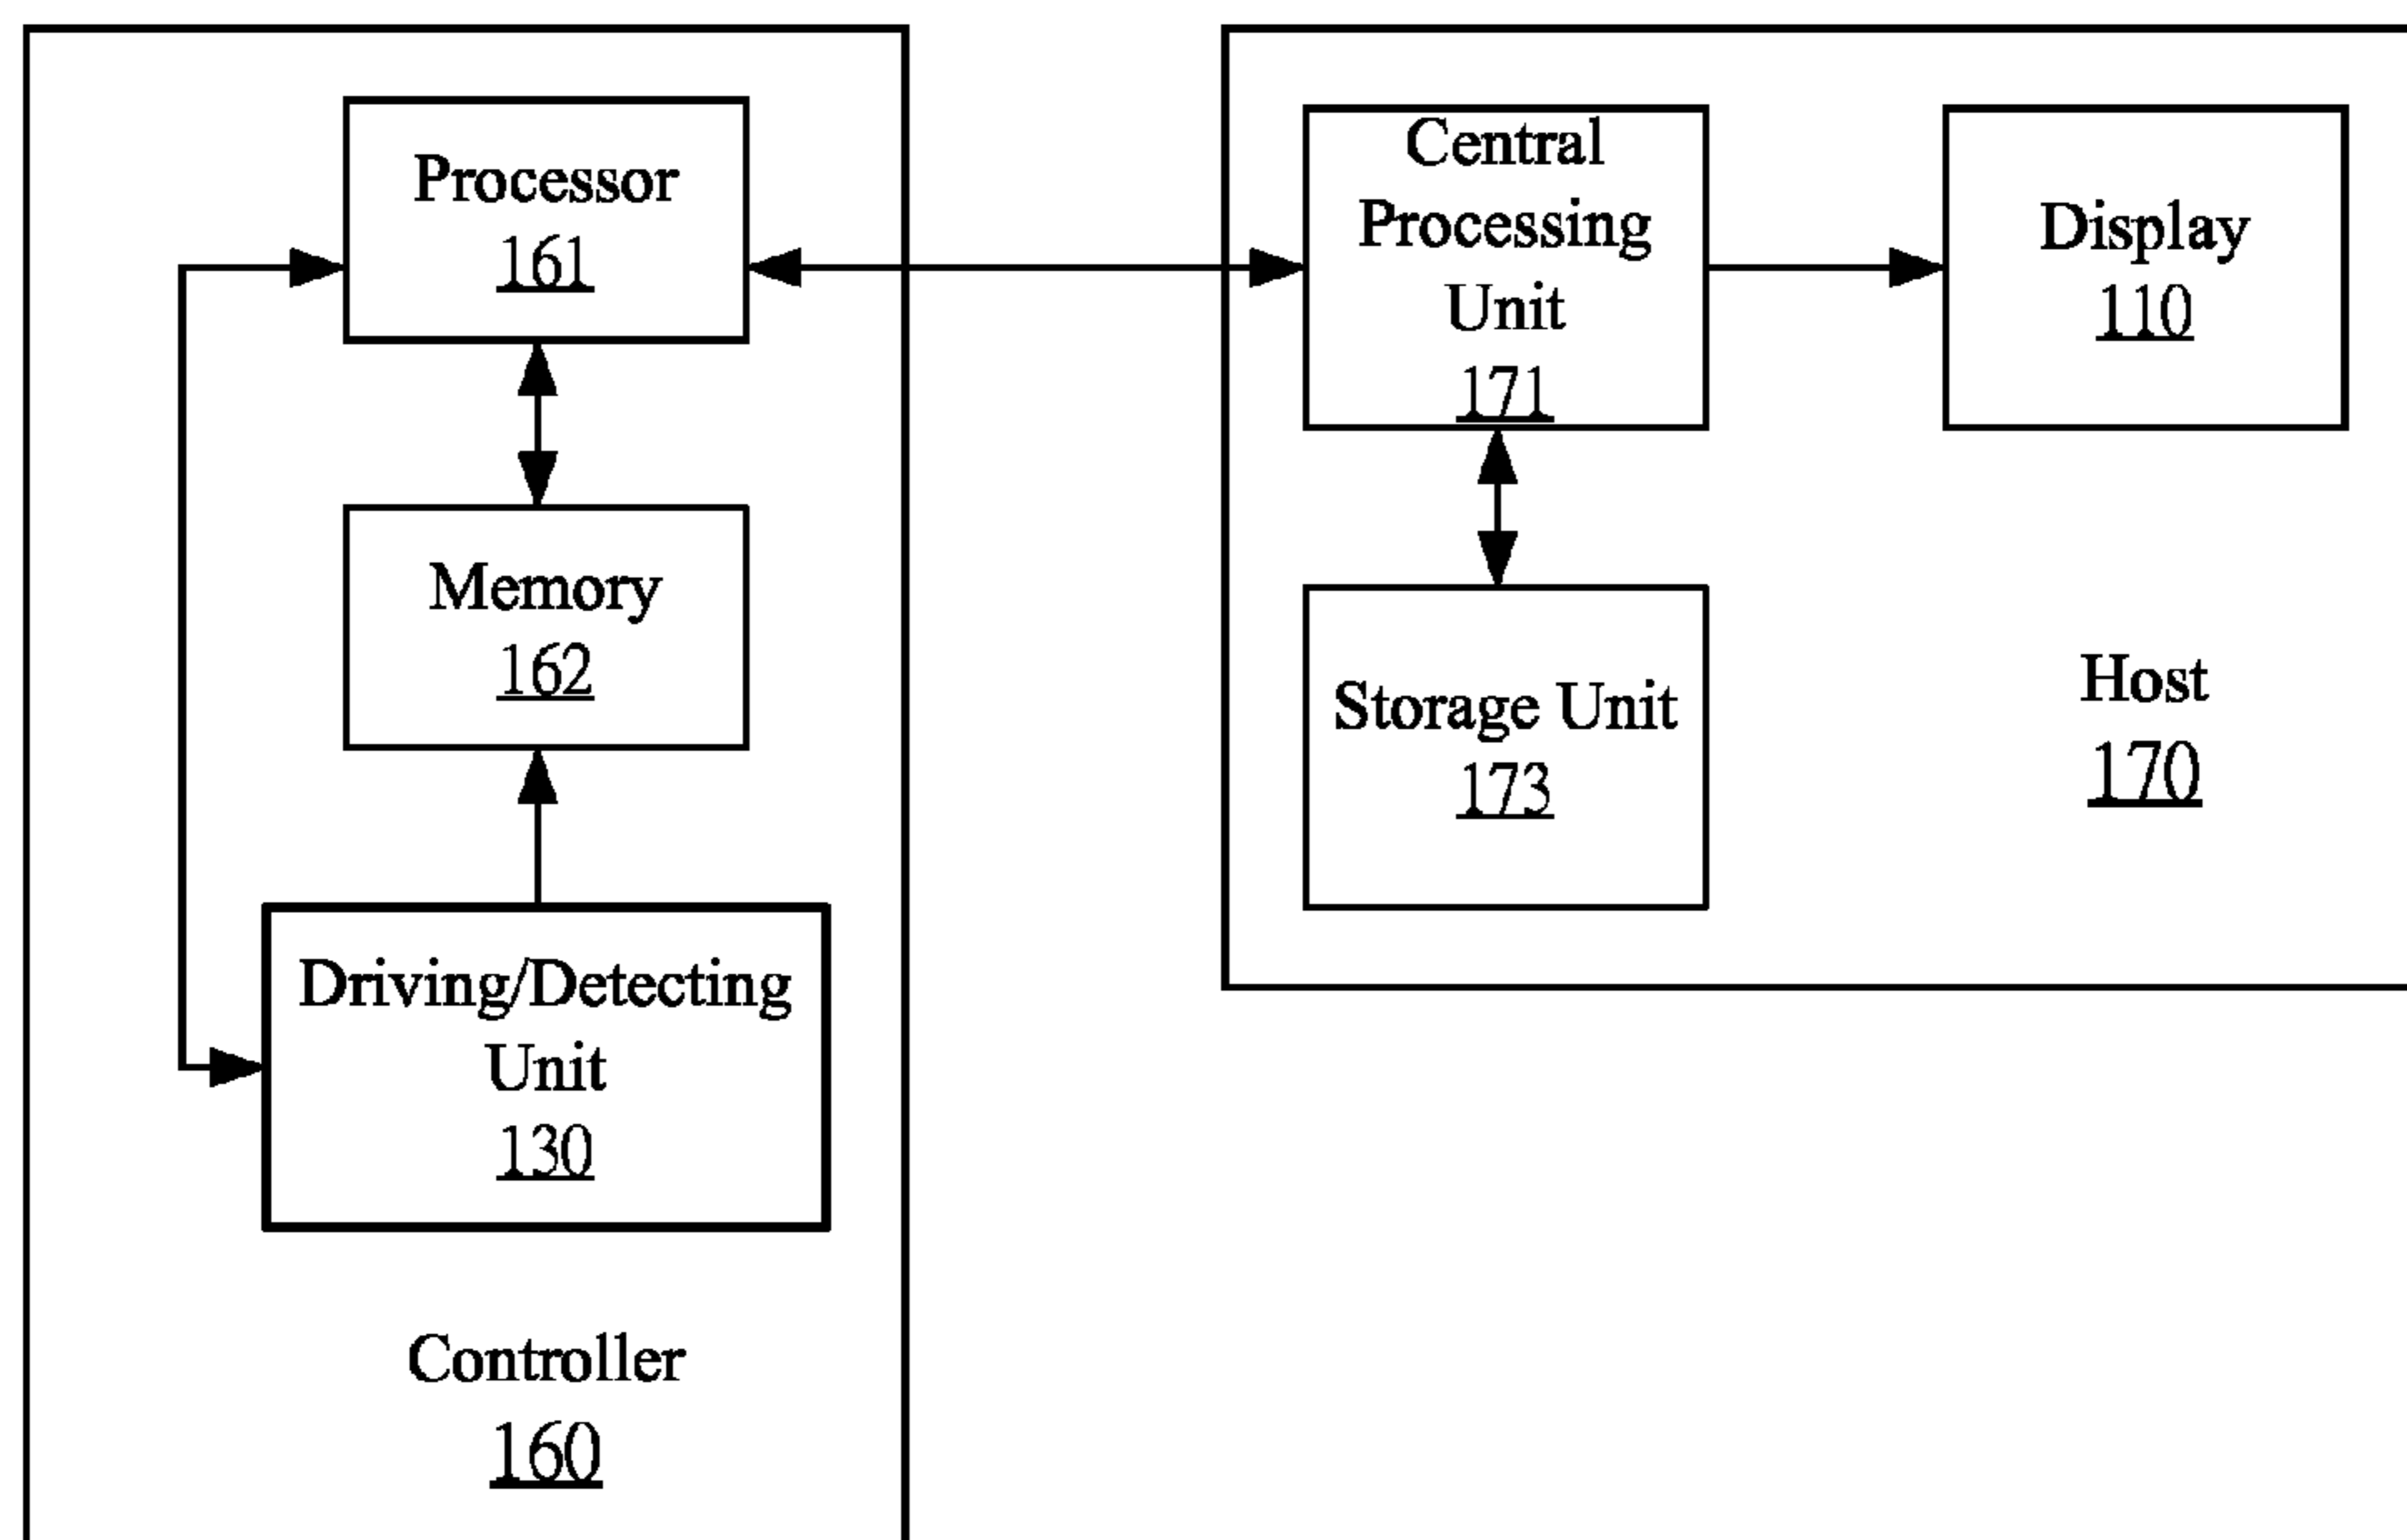 Processor
161
Memory
162
Driving/Detecting
Unit
130
Controller
160
Central
Processing
Unit
171
Storage Unit
173
Display
110
Host
170